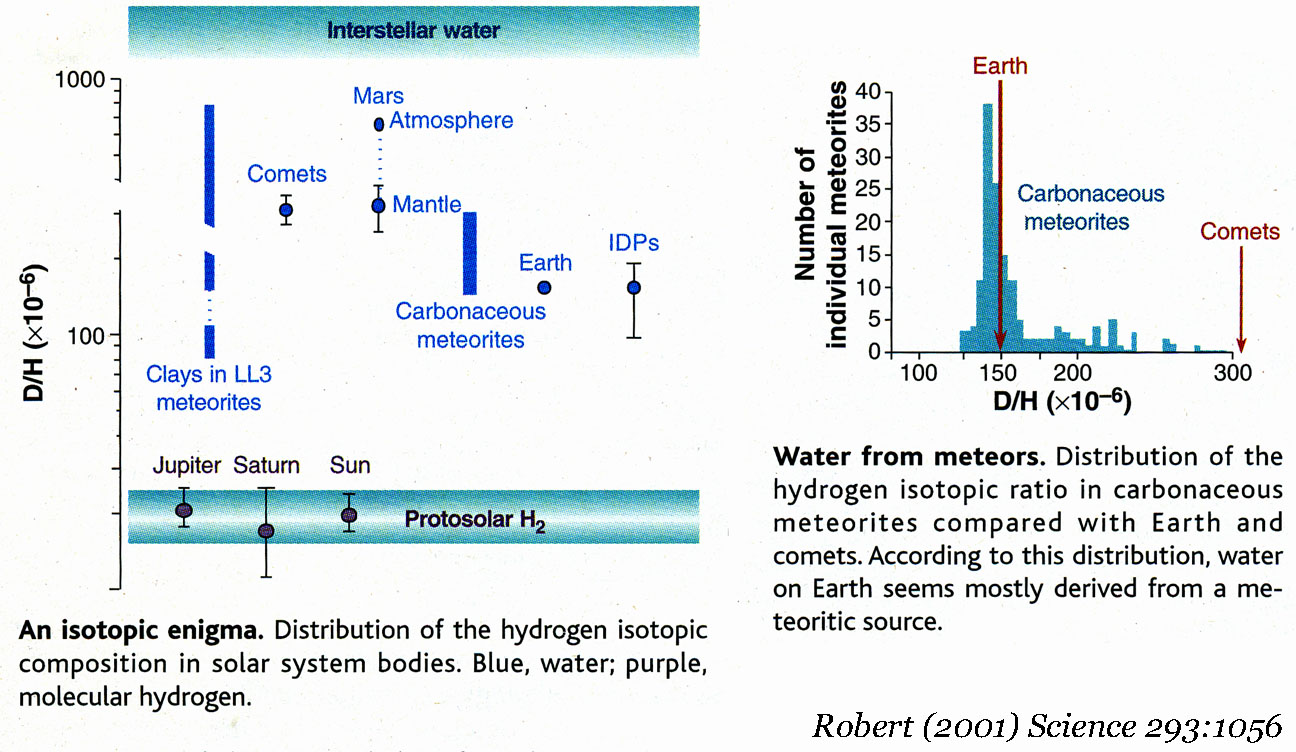 Interstellar water
1000
100
D/H (×10–6)
Mars
Atmosphere
Comets
Mantle
IDPs
Earth
Carbonaceous
meteorites
Clays in LL3
meteorites
Jupiter Saturn Sun
Protosolar H2
An isotopic enigma. Distribution of the hydrogen isotopic
composition in solar system bodies. Blue, water; purple,
molecular hydrogen.
Earth
Number of
individual meteorites
40
35
30
25
20
15
10
5
0
Carbonaceous
meteorites
Comets
100 150 200 300
D/H (×10–6)
Water from meteors. Distribution of the
hydrogen isotopic ratio in carbonaceous
meteorites compared with Earth and
comets. According to this distribution, water
on Earth seems mostly derived from a me-
teoritic source.
Robert (2001) Science 293:1056